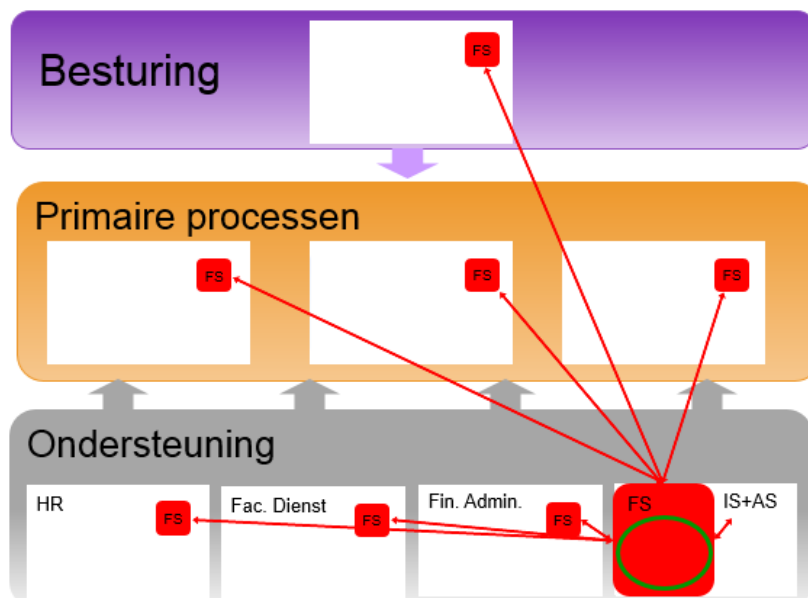 Besturing
FS
Primaire processen
FS
FS
FS
Ondersteuning
HR
FS
Fac. Dienst
FS
Fin. Admin.
FS
FS
IS+AS